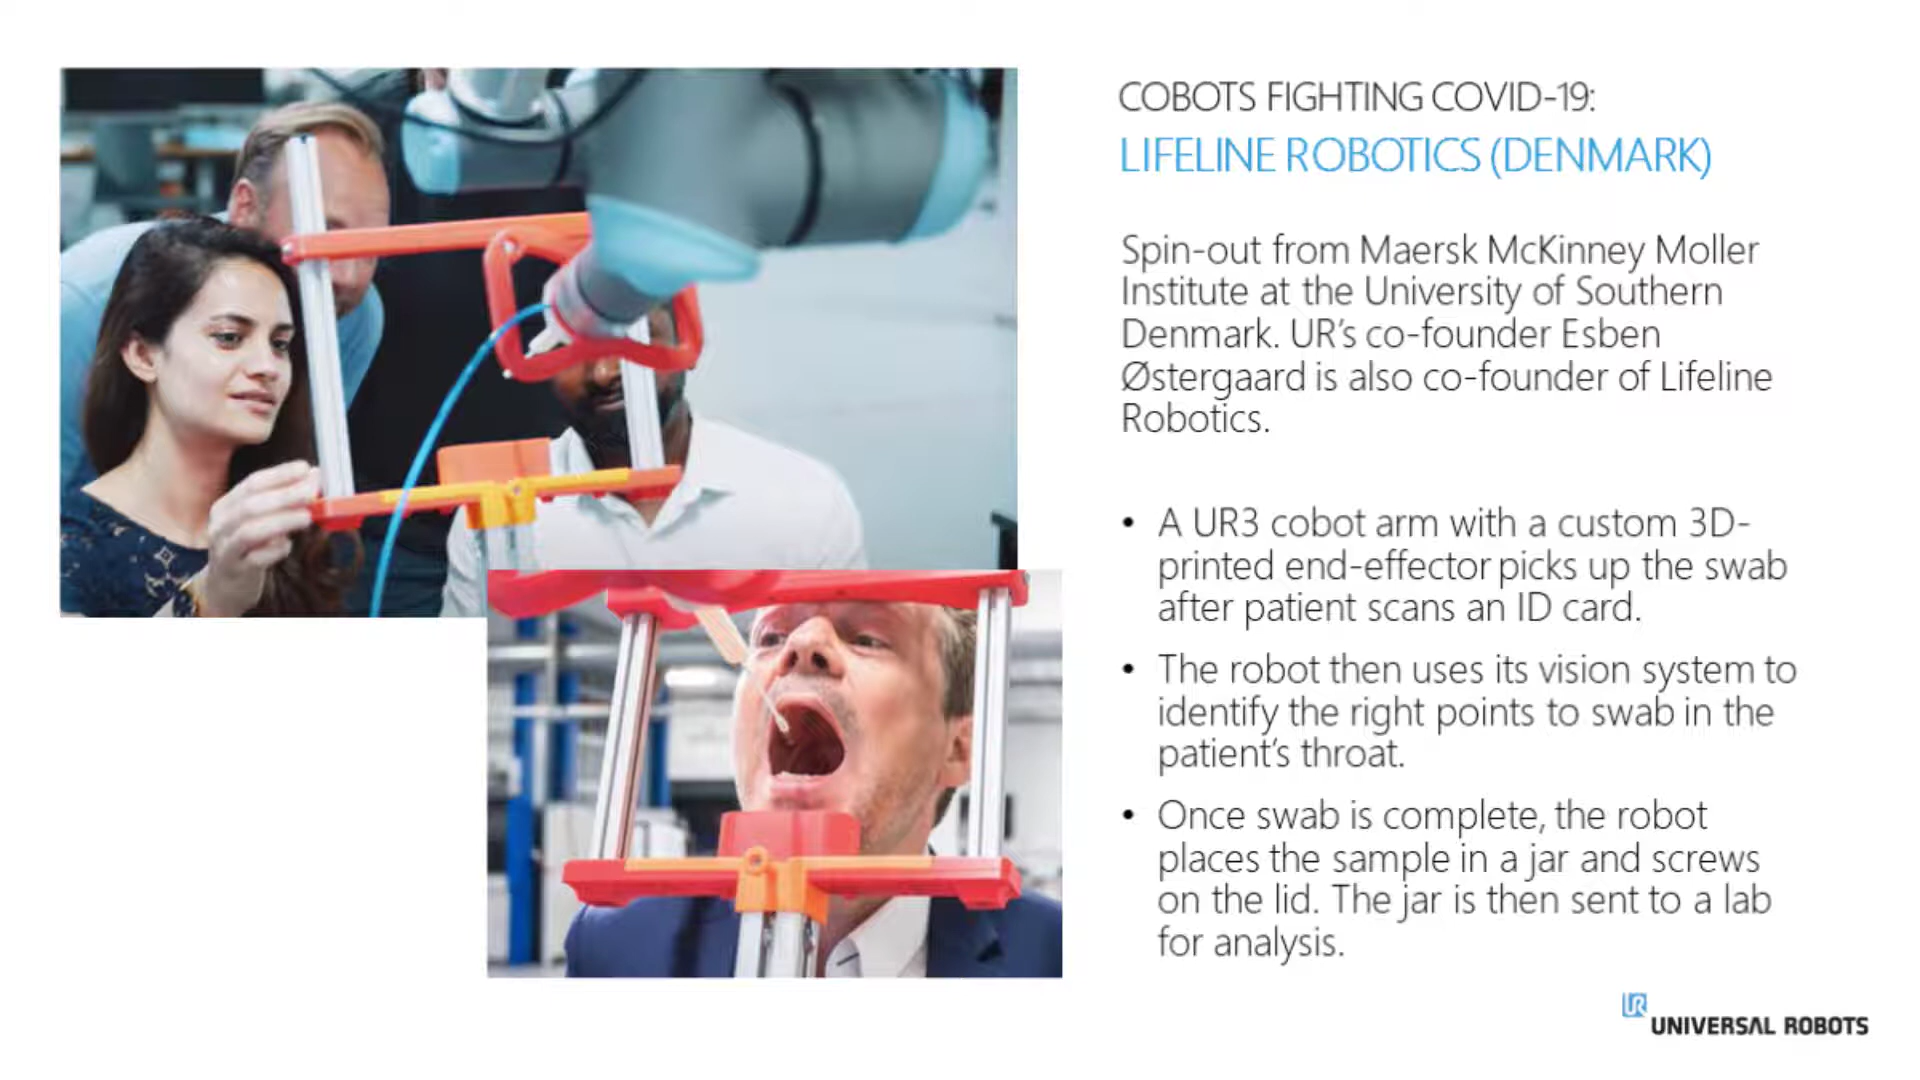 COBOTS FIGHTING COVID-19:
LIFELINE ROBOTICS (DENMARK)
Spin-out from Maersk McKinney Moller
Institute at the University of Southern
Denmark. UR's co-founder Esben
Østergaard is also co-founder of Lifeline
Robotics.
• A UR3 cobot arm with a custom 3D-
printed end-effector picks up the swab
after patient scans an ID card.
• The robot then uses its vision system to
identify the right points to swab in the
patient's throat.
• Once swab is complete, the robot
places the sample in a jar and screws
on the lid. The jar is then sent to a lab
for analysis.
UR
UNIVERSAL ROBOTS